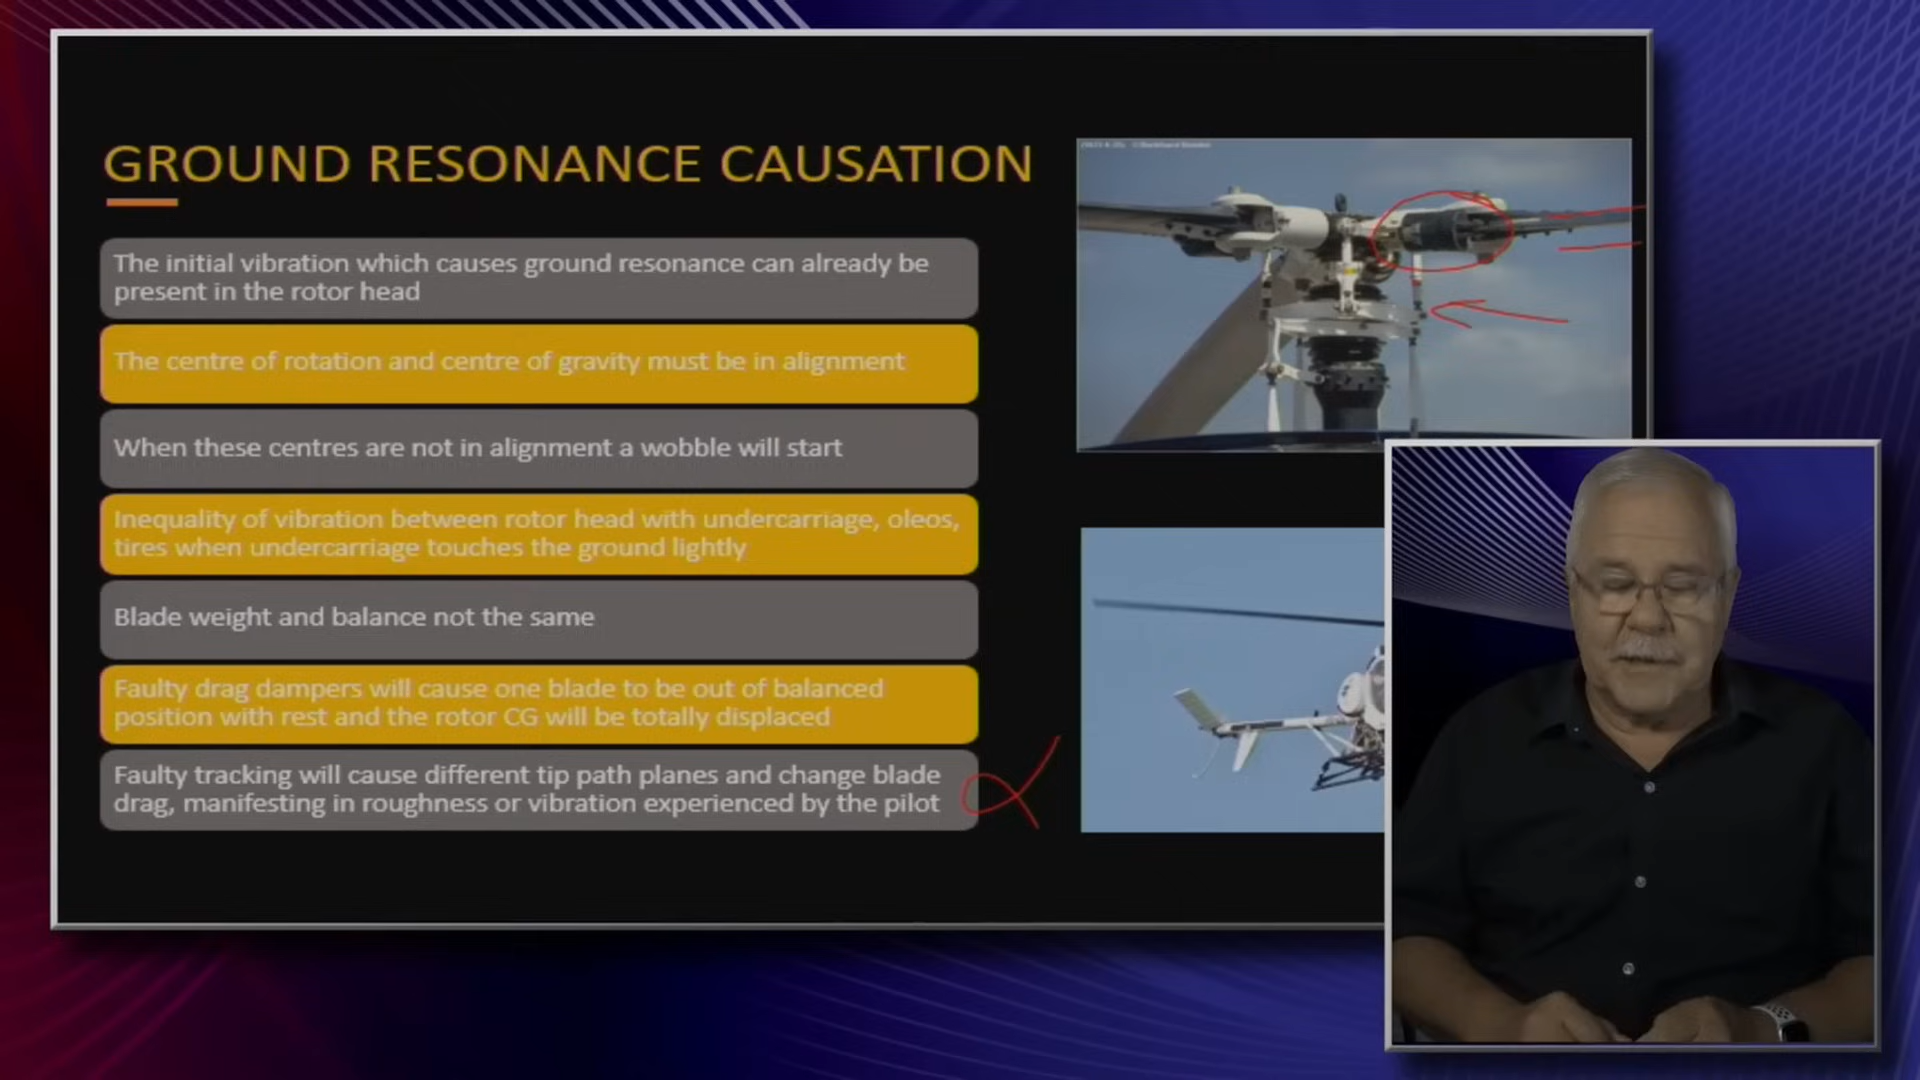 GROUND RESONANCE CAUSATION
The initial vibration which causes ground resonance can already be
present in the rotor head
The centre of rotation and centre of gravity must be in alignment
When these centres are not in alignment a wobble will start
Inequality of vibration between rotor head with undercarriage, oleos,
tires when undercarriage touches the ground lightly
Blade weight and balance not the same
Faulty drag dampers will cause one blade to be out of balanced
position with rest and the rotor CG will be totally displaced
Faulty tracking will cause different tip path planes and change blade
drag, manifesting in roughness or vibration experienced by the pilot